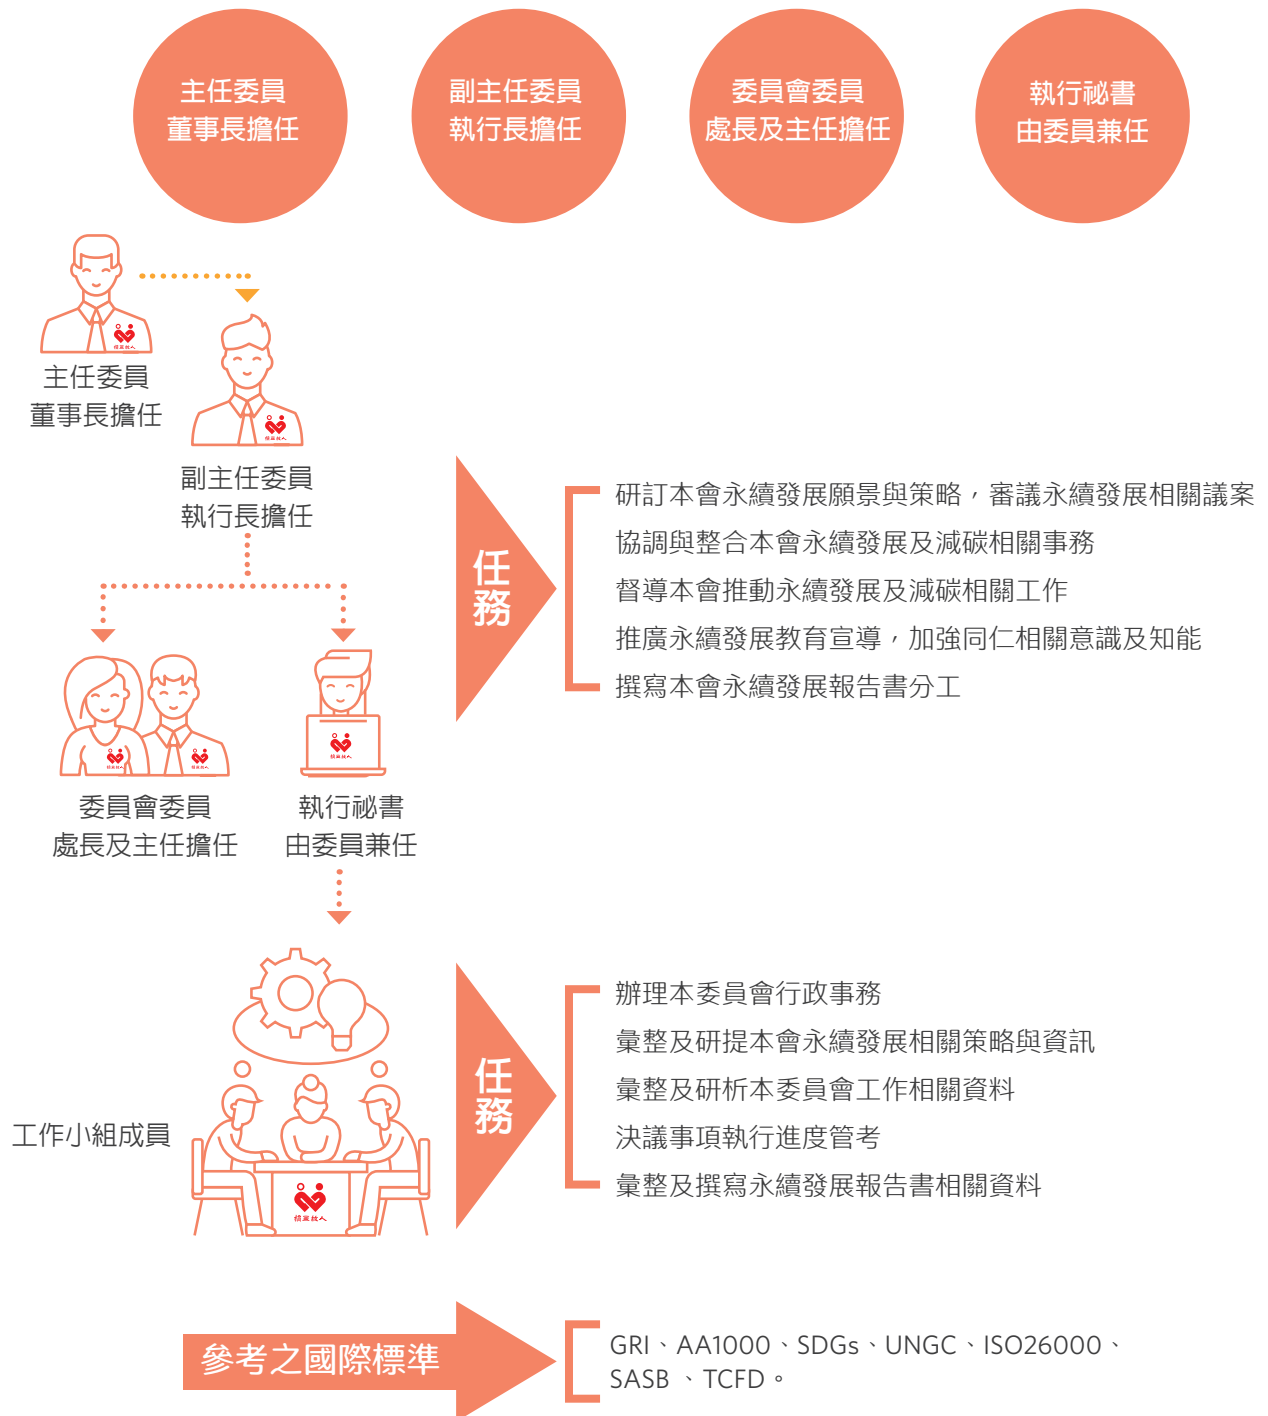 主任委員
董事長擔任
副主任委員
執行長擔任
委員會委員
處長及主任擔任
執行祕書
由委員兼任
主任委員
董事長擔任
副主任委員
執行長擔任
任務
研訂本會永續發展願景與策略，審議永續發展相關議案
協調與整合本會永續發展及減碳相關事務
督導本會推動永續發展及減碳相關工作
推廣永續發展教育宣導，加強同仁相關意識及知能
撰寫本會永續發展報告書分工
委員會委員
處長及主任擔任
執行祕書
由委員兼任
工作小組成員
任務
辦理本委員會行政事務
彙整及研提本會永續發展相關策略與資訊
彙整及研析本委員會工作相關資料
決議事項執行進度管考
彙整及撰寫永續發展報告書相關資料
參考之國際標準
GRI、AA1000、SDGs、UNGC、ISO26000、
SASB 、TCFD。